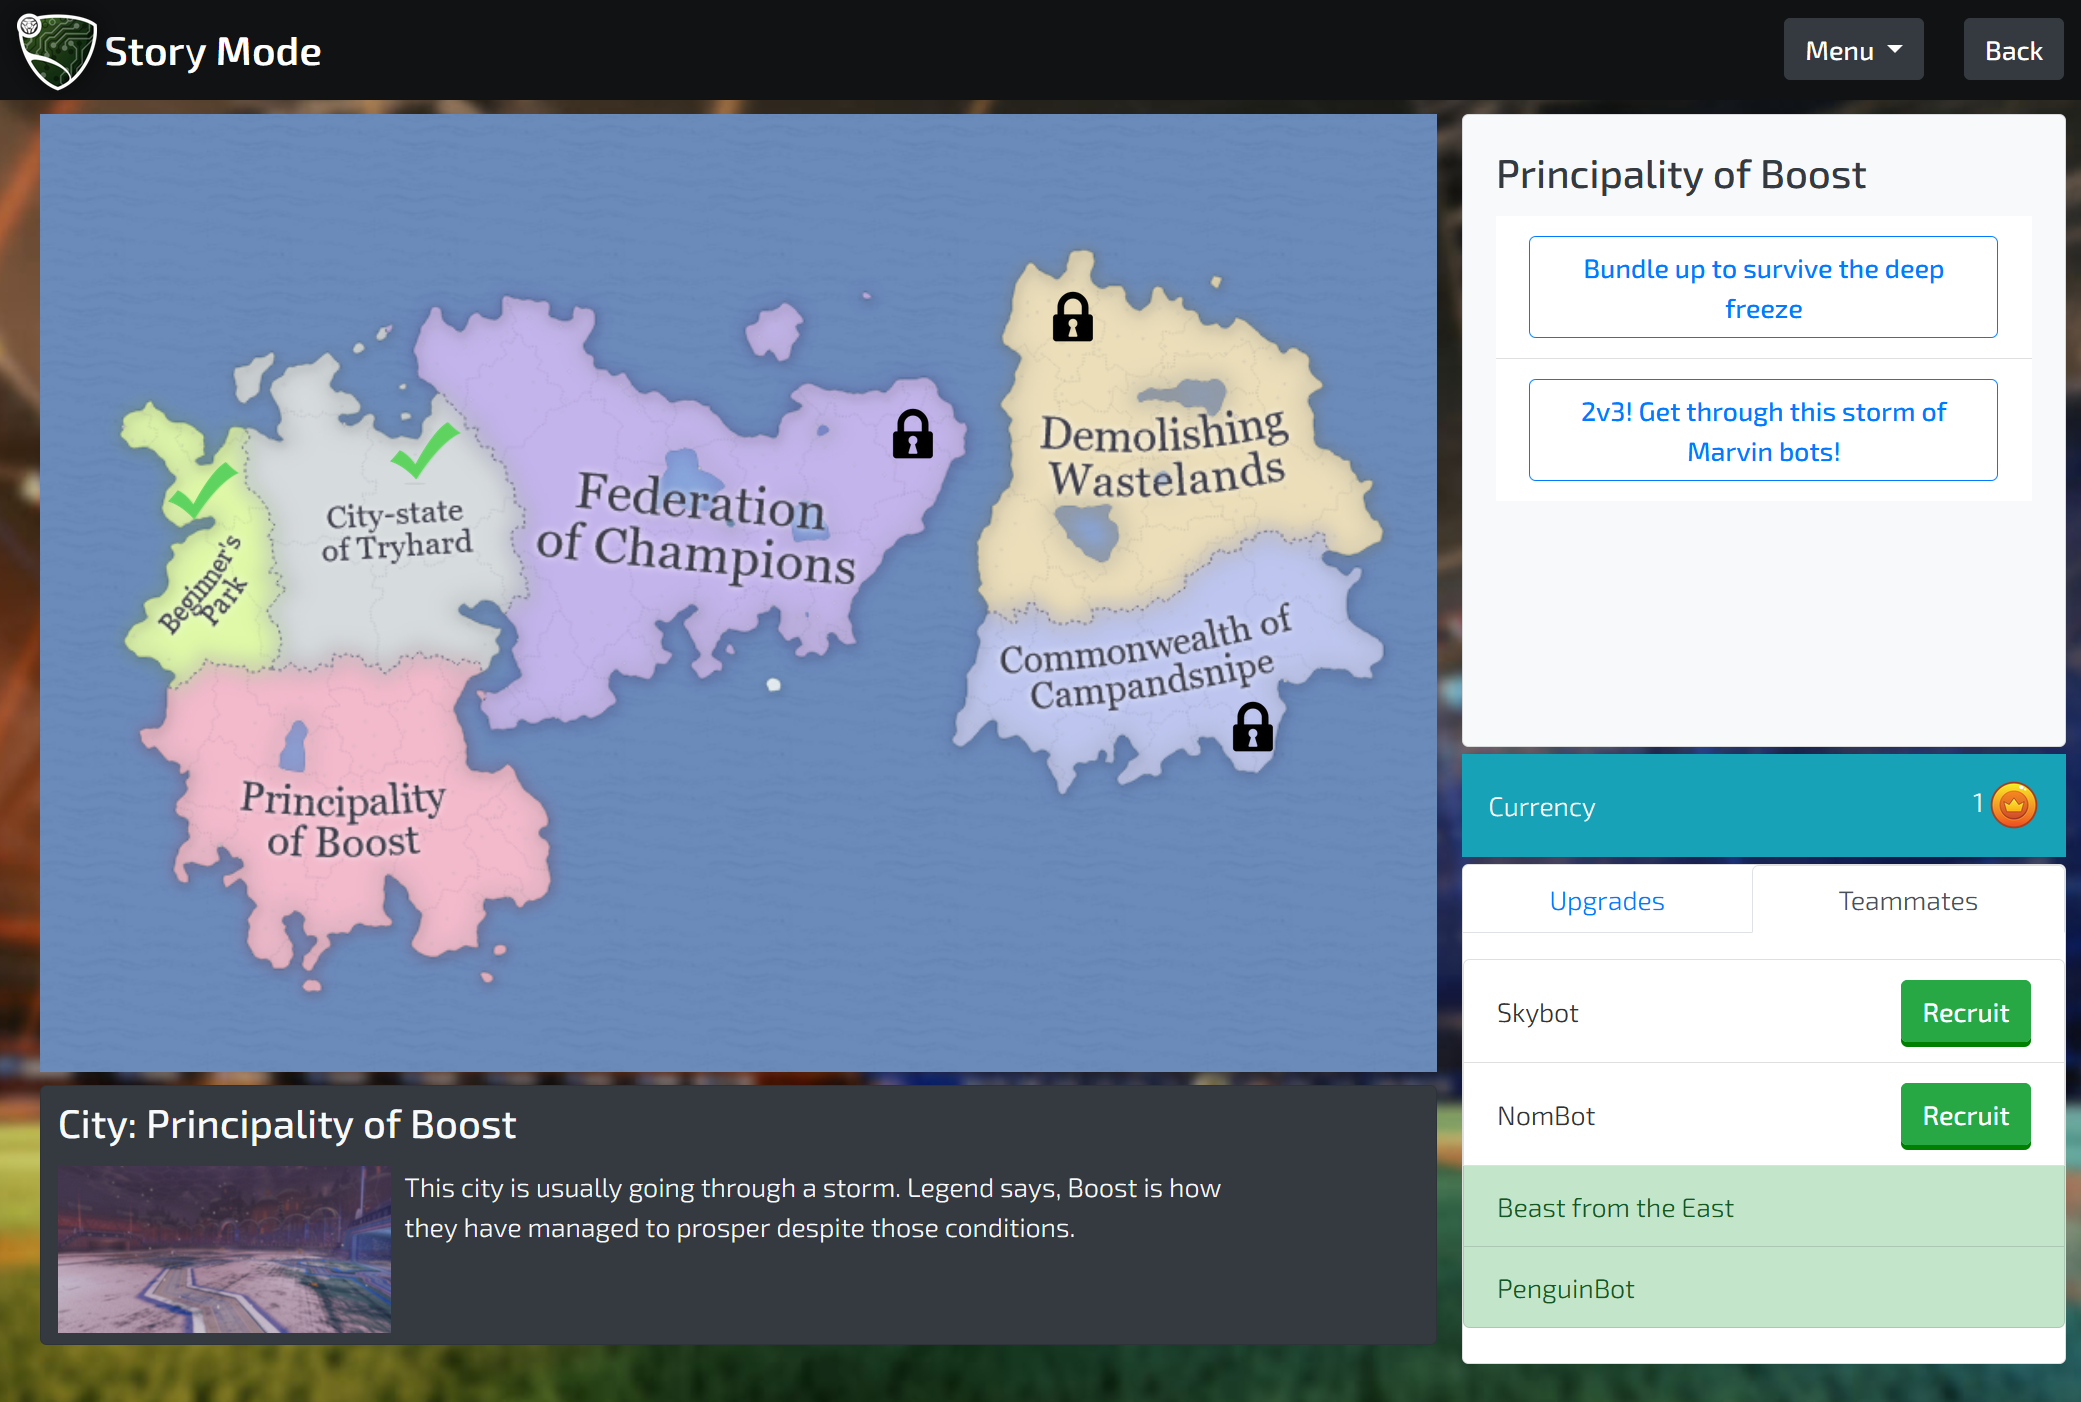 Story Mode
Menu
Back
Federation
of Champions
City-state
of Tryhard
Beginner's
Park
Principality
of Boost
Demolishing
Wastelands
Commonwealth of
Campandsnipe
Principality of Boost
Bundle up to survive the deep
freeze
2v3! Get through this storm of
Marvin bots!
Currency
1
Upgrades
Teammates
Skybot
Recruit
NomBot
Recruit
Beast from the East
PenguinBot
City: Principality of Boost
This city is usually going through a storm. Legend says, Boost is how
they have managed to prosper despite those conditions.